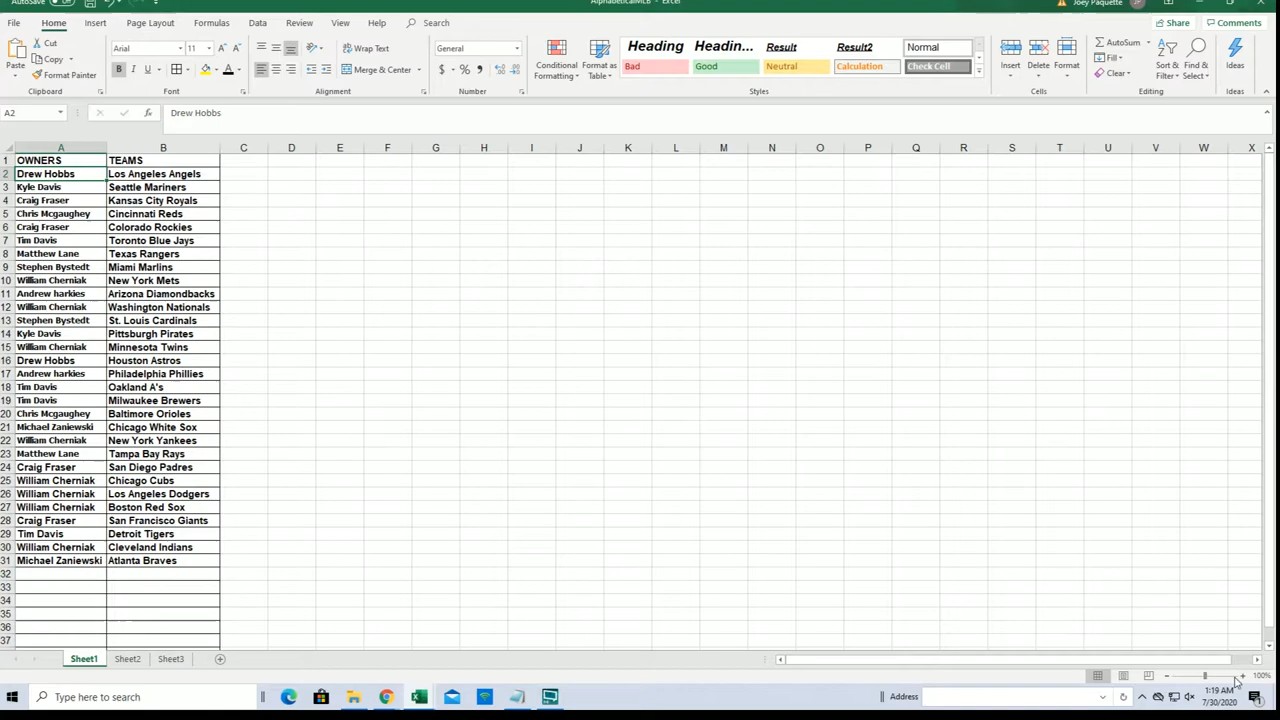 AutoSave Off AlphabeticalMLB - Excel Joey Paquette JP
File Home Insert Page Layout Formulas Data Review View Help Search Share Comments
Paste Cut Copy Format Painter Clipboard
Arial 11 A A B I U A Font
Wrap Text Merge & Center Alignment
General $ % , Number
Conditional Formatting Format as Table
Heading Headin... Result Result2 Normal
Bad Good Neutral Calculation Check Cell
Styles
Insert Delete Format Cells
AutoSum Fill Clear Sort & Filter Find & Select Editing
Ideas Ideas
A2 fx Drew Hobbs
A B C D E F G H I J K L M N O P Q R S T U V W X
1 OWNERS TEAMS
2 Drew Hobbs Los Angeles Angels
3 Kyle Davis Seattle Mariners
4 Craig Fraser Kansas City Royals
5 Chris Mcgaughey Cincinnati Reds
6 Craig Fraser Colorado Rockies
7 Tim Davis Toronto Blue Jays
8 Matthew Lane Texas Rangers
9 Stephen Bystedt Miami Marlins
10 William Cherniak New York Mets
11 Andrew harkies Arizona Diamondbacks
12 William Cherniak Washington Nationals
13 Stephen Bystedt St. Louis Cardinals
14 Kyle Davis Pittsburgh Pirates
15 William Cherniak Minnesota Twins
16 Drew Hobbs Houston Astros
17 Andrew harkies Philadelphia Phillies
18 Tim Davis Oakland A's
19 Tim Davis Milwaukee Brewers
20 Chris Mcgaughey Baltimore Orioles
21 Michael Zaniewski Chicago White Sox
22 William Cherniak New York Yankees
23 Matthew Lane Tampa Bay Rays
24 Craig Fraser San Diego Padres
25 William Cherniak Chicago Cubs
26 William Cherniak Los Angeles Dodgers
27 William Cherniak Boston Red Sox
28 Craig Fraser San Francisco Giants
29 Tim Davis Detroit Tigers
30 William Cherniak Cleveland Indians
31 Michael Zaniewski Atlanta Braves
32
33
34
35
36
37
Sheet1 Sheet2 Sheet3
100%
Type here to search Address 1:19 AM
7/30/2020